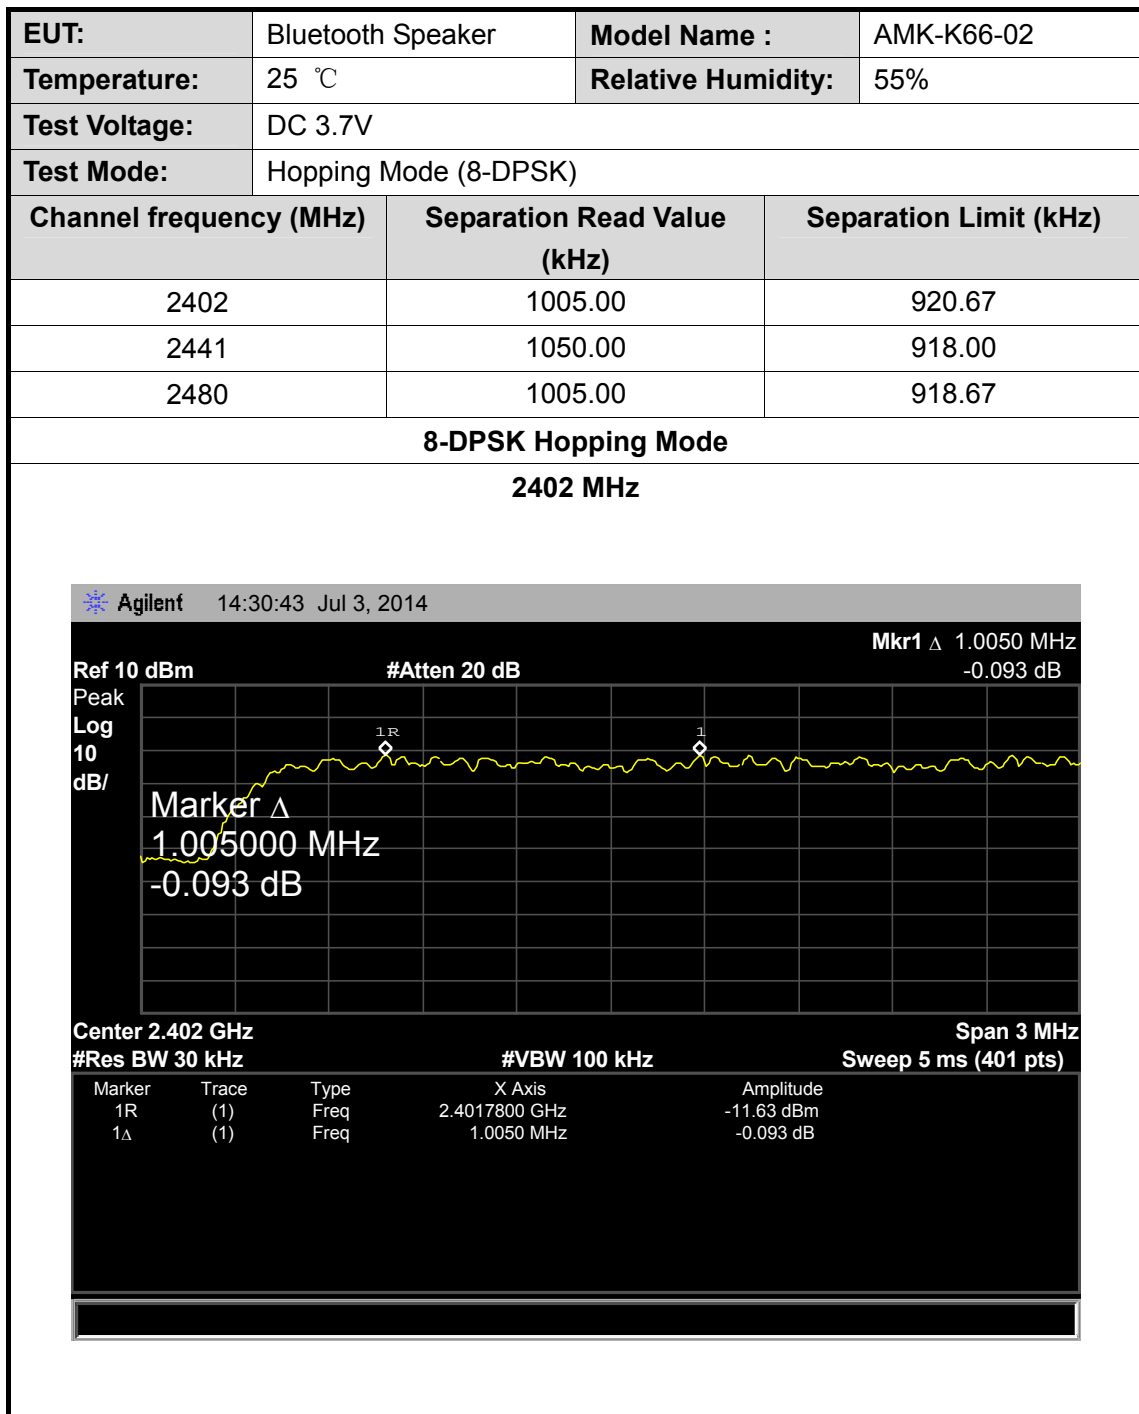 EUT: Bluetooth Speaker Model Name : AMK-K66-02
Temperature: 25 ℃ Relative Humidity: 55%
Test Voltage: DC 3.7V
Test Mode: Hopping Mode (8-DPSK)
Channel frequency (MHz) Separation Read Value (kHz) Separation Limit (kHz)
2402 1005.00 920.67
2441 1050.00 918.00
2480 1005.00 918.67
8-DPSK Hopping Mode
2402 MHz
Agilent 14:30:43 Jul 3, 2014
Mkr1 Δ 1.0050 MHz
Ref 10 dBm #Atten 20 dB -0.093 dB
Peak
Log
10
dB/
1R 1
Marker Δ
1.005000 MHz
-0.093 dB
Center 2.402 GHz Span 3 MHz
#Res BW 30 kHz #VBW 100 kHz Sweep 5 ms (401 pts)
Marker Trace Type X Axis Amplitude
1R (1) Freq 2.4017800 GHz -11.63 dBm
1Δ (1) Freq 1.0050 MHz -0.093 dB